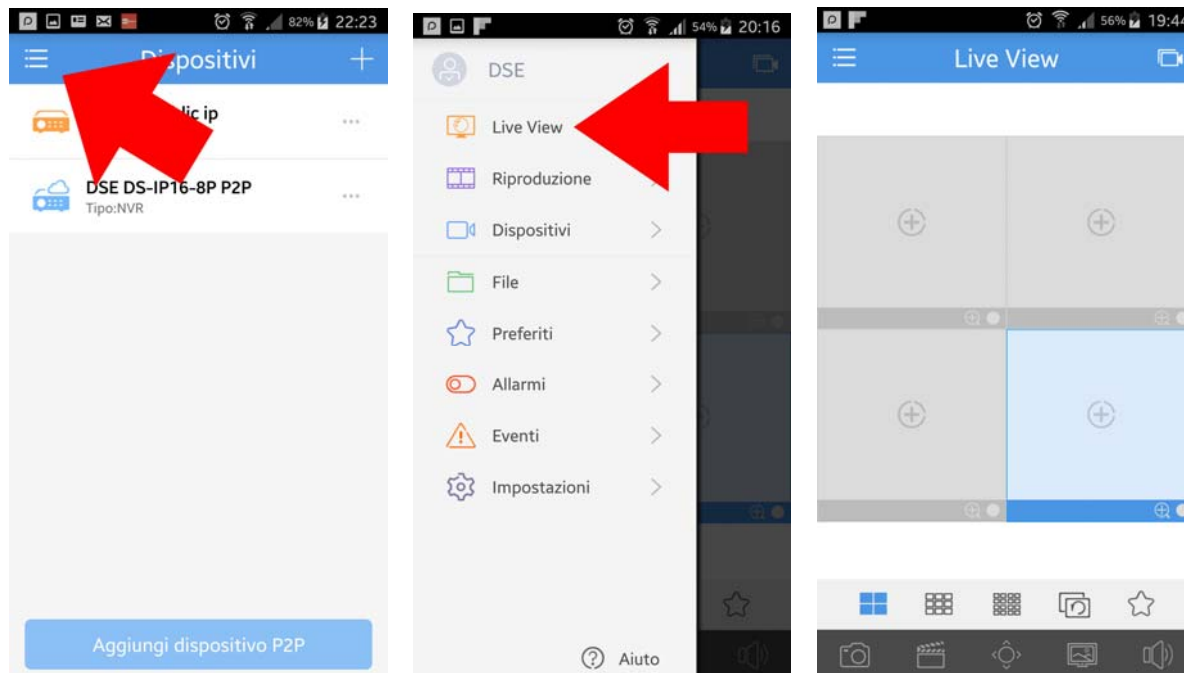 82% 22:23
Dispositivi
ic ip
DSE DS-IP16-8P P2P
Tipo:NVR
Aggiungi dispositivo P2P
54% 20:16
DSE
Live View
Riproduzione
Dispositivi
File
Preferiti
Allarmi
Eventi
Impostazioni
Aiuto
56% 19:44
Live View